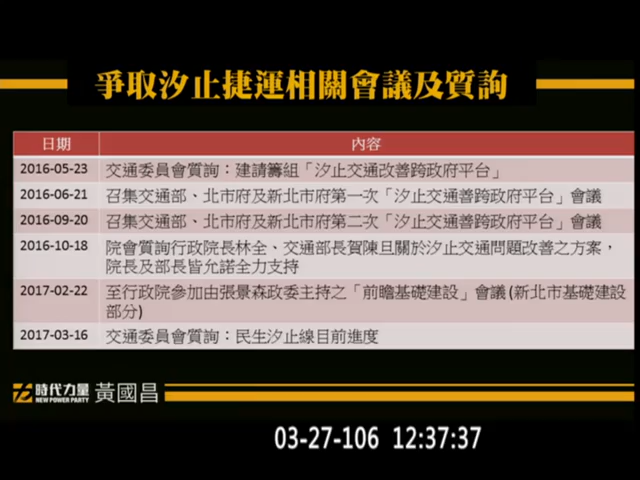 爭取汐止捷運相關會議及質詢
日期 內容
2016-05-23 交通委員會質詢：建請籌組「汐止交通改善跨政府平台」
2016-06-21 召集交通部、北市府及新北市府第一次「汐止交通善跨政府平台」會議
2016-09-20 召集交通部、北市府及新北市府第二次「汐止交通善跨政府平台」會議
2016-10-18 院會質詢行政院長林全、交通部長賀陳旦關於汐止交通問題改善之方案，
院長及部長皆允諾全力支持
2017-02-22 至行政院參加由張景森政委主持之「前瞻基礎建設」會議(新北市基礎建設
部分)
2017-03-16 交通委員會質詢：民生汐止線目前進度
時代力量 黃國昌
NEW POWER PARTY
03-27-106 12:37:37